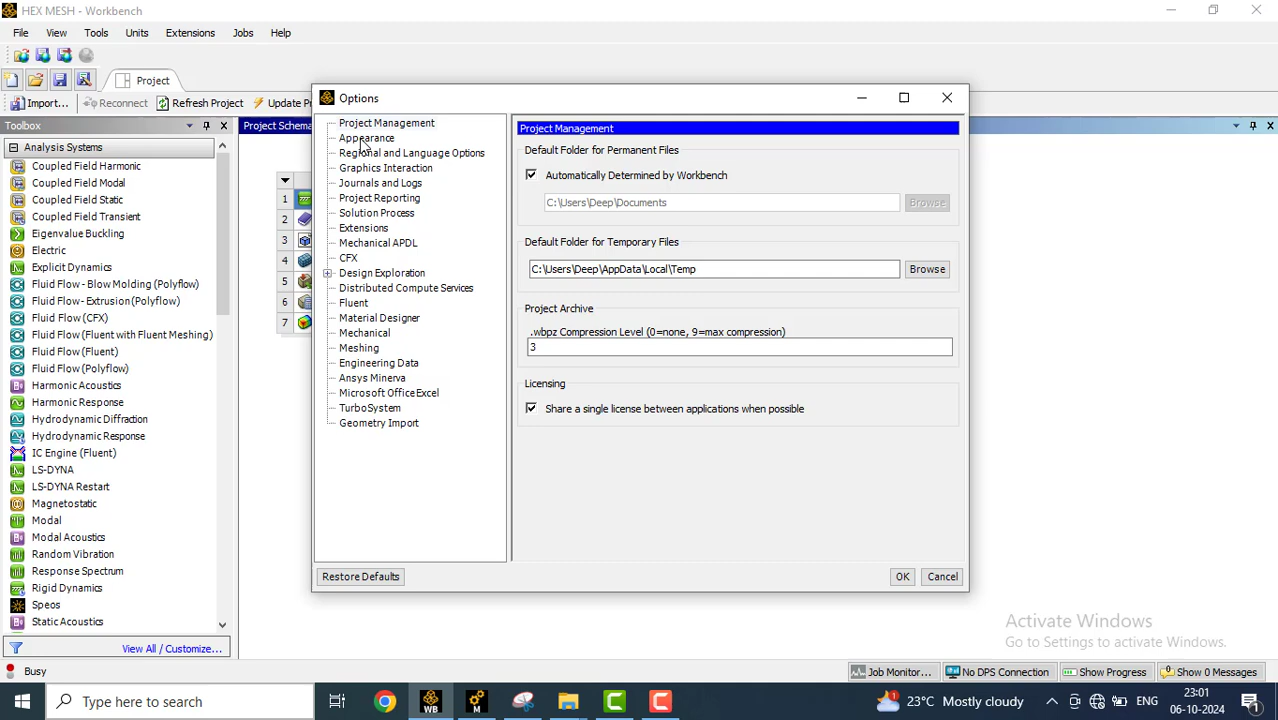 HEX MESH - Workbench
File View Tools Units Extensions Jobs Help
Project
Import... Reconnect Refresh Project Update Pr
Toolbox
Project Schema
Analysis Systems
Coupled Field Harmonic
Coupled Field Modal
Coupled Field Static
Coupled Field Transient
Eigenvalue Buckling
Electric
Explicit Dynamics
Fluid Flow - Blow Molding (Polyflow)
Fluid Flow - Extrusion (Polyflow)
Fluid Flow (CFX)
Fluid Flow (Fluent with Fluent Meshing)
Fluid Flow (Fluent)
Fluid Flow (Polyflow)
Harmonic Acoustics
Harmonic Response
Hydrodynamic Diffraction
Hydrodynamic Response
IC Engine (Fluent)
LS-DYNA
LS-DYNA Restart
Magnetostatic
Modal
Modal Acoustics
Random Vibration
Response Spectrum
Rigid Dynamics
Speos
Static Acoustics
View All / Customize...
1
2
3
4
5
6
7
Options
Project Management
Appearance
Regional and Language Options
Graphics Interaction
Journals and Logs
Project Reporting
Solution Process
Extensions
Mechanical APDL
CFX
Design Exploration
Distributed Compute Services
Fluent
Material Designer
Mechanical
Meshing
Engineering Data
Ansys Minerva
Microsoft Office Excel
TurboSystem
Geometry Import
Project Management
Default Folder for Permanent Files
Automatically Determined by Workbench
C:\Users\Deep\Documents Browse
Default Folder for Temporary Files
C:\Users\Deep\AppData\Local\Temp Browse
Project Archive
.wbpz Compression Level (0=none, 9=max compression)
3
Licensing
Share a single license between applications when possible
Restore Defaults OK Cancel
Activate Windows
Go to Settings to activate Windows.
Busy
Job Monitor... No DPS Connection Show Progress Show 0 Messages
Type here to search
WB
M
23°C Mostly cloudy
ENG
23:01
06-10-2024
1